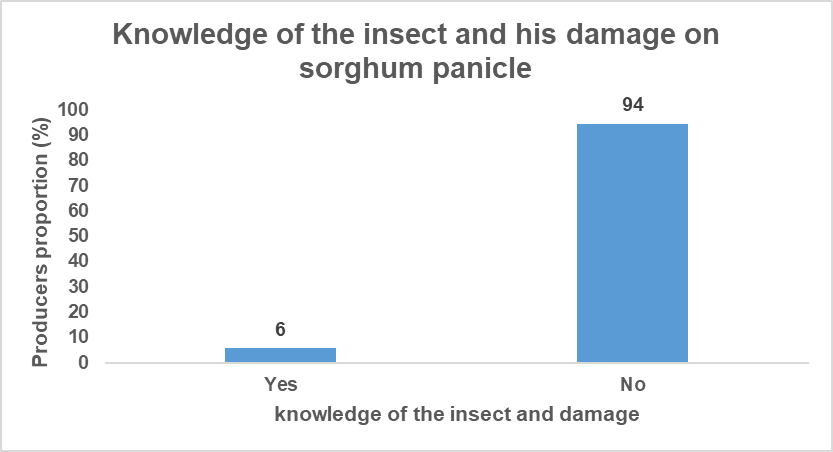 Knowledge of the insect and his damage on
sorghum panicle
Producers proportion (%)
100
90
80
70
60
50
40
30
20
10
0
6
94
Yes
No
knowledge of the insect and damage